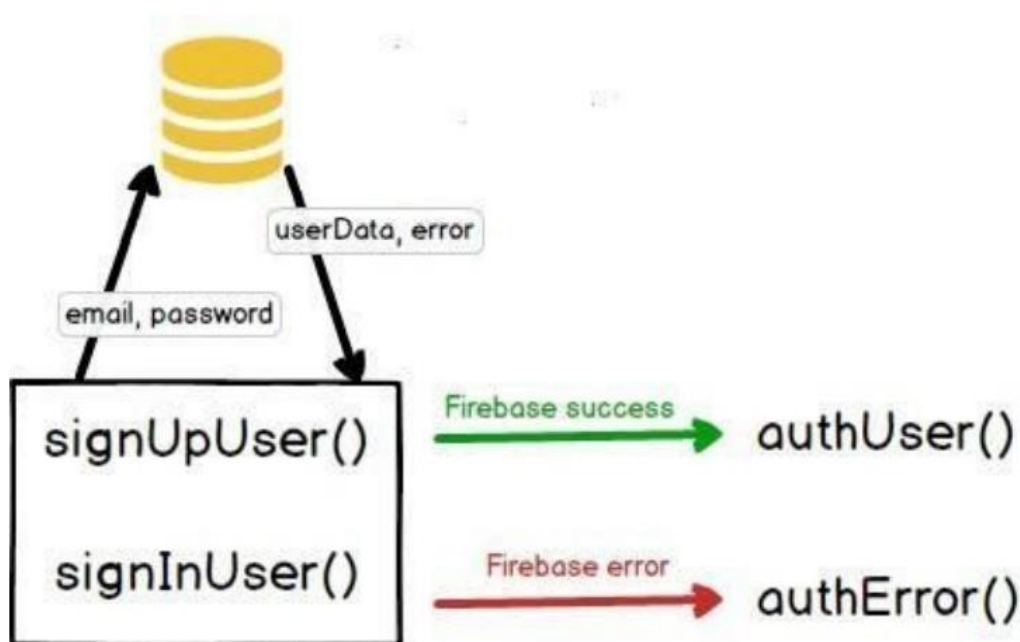 userData, error
email, password
signUpUser()
Firebase success
authUser()
signInUser()
Firebase error
authError()